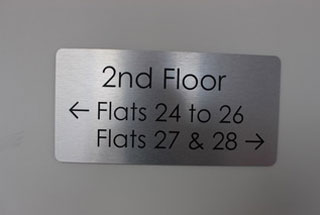 2nd Floor
← Flats 24 to 26
Flats 27 & 28 →